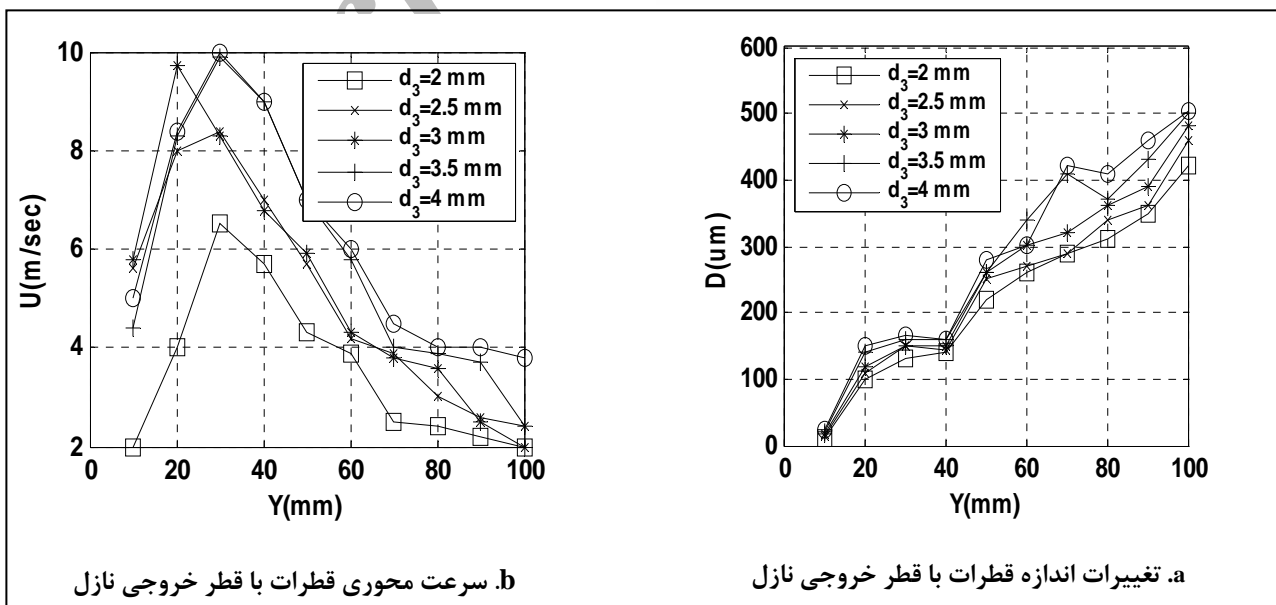 10
8
6
4
2
0
20
40
60
80
100
U(m/sec)
Y(mm)
d3=2 mm
d3=2.5 mm
d3=3 mm
d3=3.5 mm
d3=4 mm
b. سرعت محوری قطرات با قطر خروجی نازل
600
500
400
300
200
100
0
0
20
40
60
80
100
D(um)
Y(mm)
d3=2 mm
d3=2.5 mm
d3=3 mm
d3=3.5 mm
d3=4 mm
a. تغییرات اندازه قطرات با قطر خروجی نازل